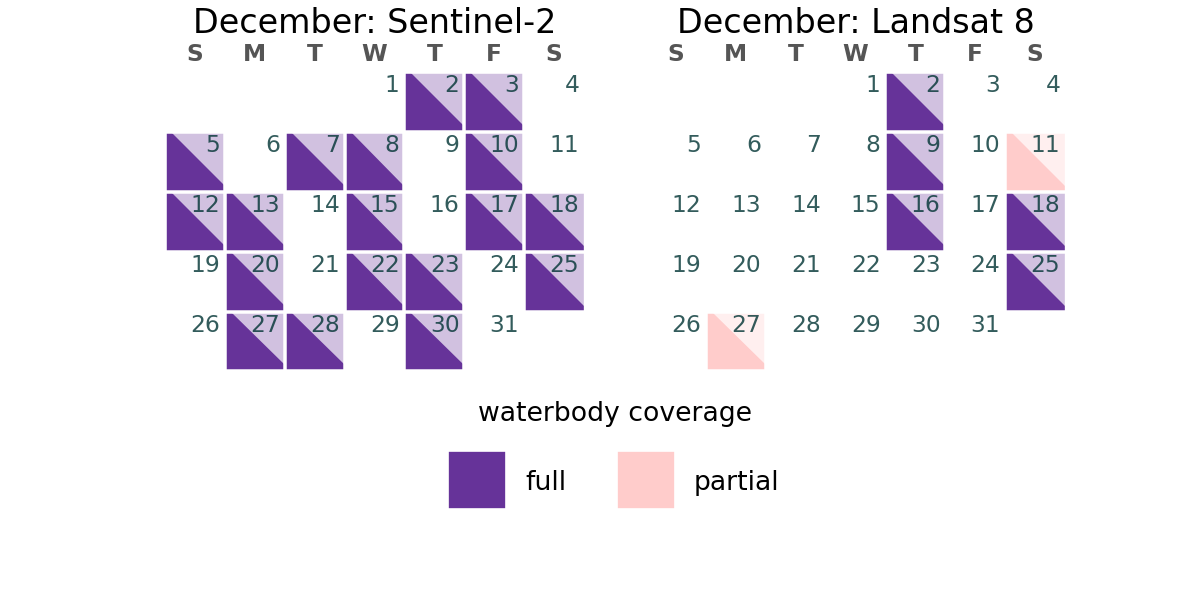 December: Sentinel-2
S M T W T F S
1 2 3 4
5 6 7 8 9 10 11
12 13 14 15 16 17 18
19 20 21 22 23 24 25
26 27 28 29 30 31
December: Landsat 8
S M T W T F S
1 2 3 4
5 6 7 8 9 10 11
12 13 14 15 16 17 18
19 20 21 22 23 24 25
26 27 28 29 30 31
waterbody coverage
full partial